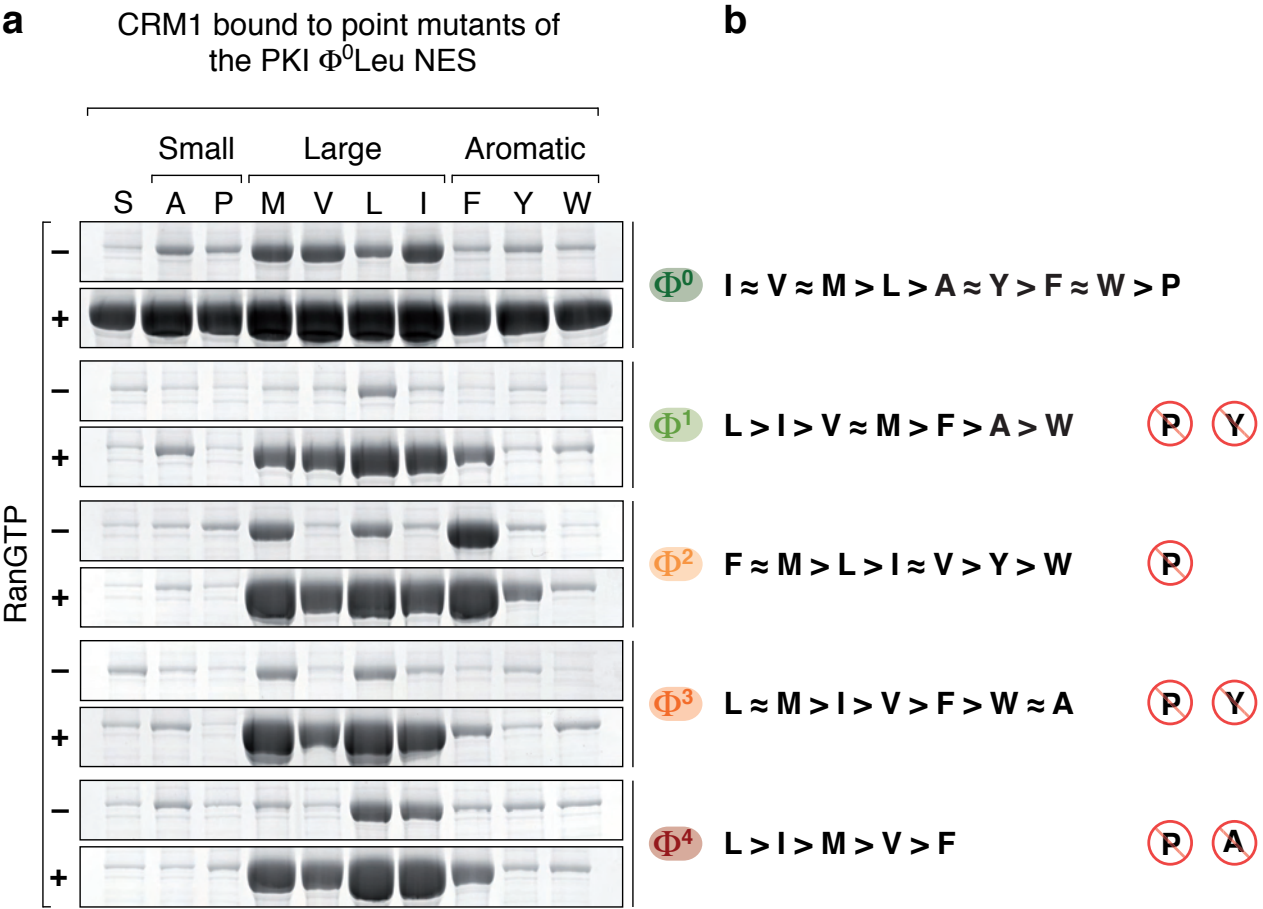 a
CRM1 bound to point mutants of
the PKI Φ⁰Leu NES
Small Large Aromatic
S A P M V L I F Y W
RanGTP
–
+
–
+
–
+
–
+
–
+
b
Φ⁰ I ≈ V ≈ M > L > A ≈ Y > F ≈ W > P
Φ¹ L > I > V ≈ M > F > A > W P Y
Φ² F ≈ M > L > I ≈ V > Y > W P
Φ³ L ≈ M > I > V > F > W ≈ A P Y
Φ⁴ L > I > M > V > F P A